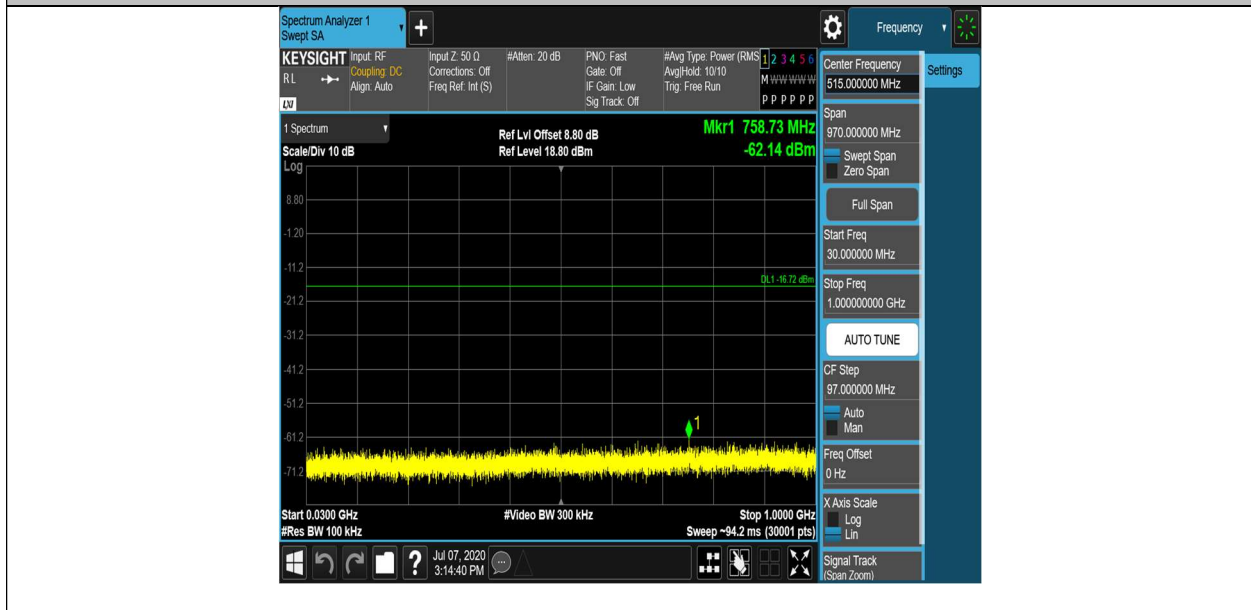 Spectrum Analyzer 1
Swept SA
+
Frequency
KEYSIGHT
RL
LXI
Input: RF
Coupling: DC
Align: Auto
Input Z: 50 Ω
Corrections: Off
Freq Ref: Int (S)
#Atten: 20 dB
PNO: Fast
Gate: Off
IF Gain: Low
Sig Track: Off
#Avg Type: Power (RMS
Avg|Hold: 10/10
Trig: Free Run
1 2 3 4 5 6
M W W W W W
P P P P P P
1 Spectrum
Scale/Div 10 dB
Ref Lvl Offset 8.80 dB
Ref Level 18.80 dBm
Mkr1 758.73 MHz
-62.14 dBm
Log
8.80
-1.20
-11.2
DL1 -16.72 dBm
-21.2
-31.2
-41.2
-51.2
1
-61.2
-71.2
Start 0.0300 GHz
#Video BW 300 kHz
Stop 1.0000 GHz
#Res BW 100 kHz
Sweep ~94.2 ms (30001 pts)
?
Jul 07, 2020
3:14:40 PM
Center Frequency
515.000000 MHz
Settings
Span
970.000000 MHz
Swept Span
Zero Span
Full Span
Start Freq
30.000000 MHz
Stop Freq
1.000000000 GHz
AUTO TUNE
CF Step
97.000000 MHz
Auto
Man
Freq Offset
0 Hz
X Axis Scale
Log
Lin
Signal Track
(Span Zoom)